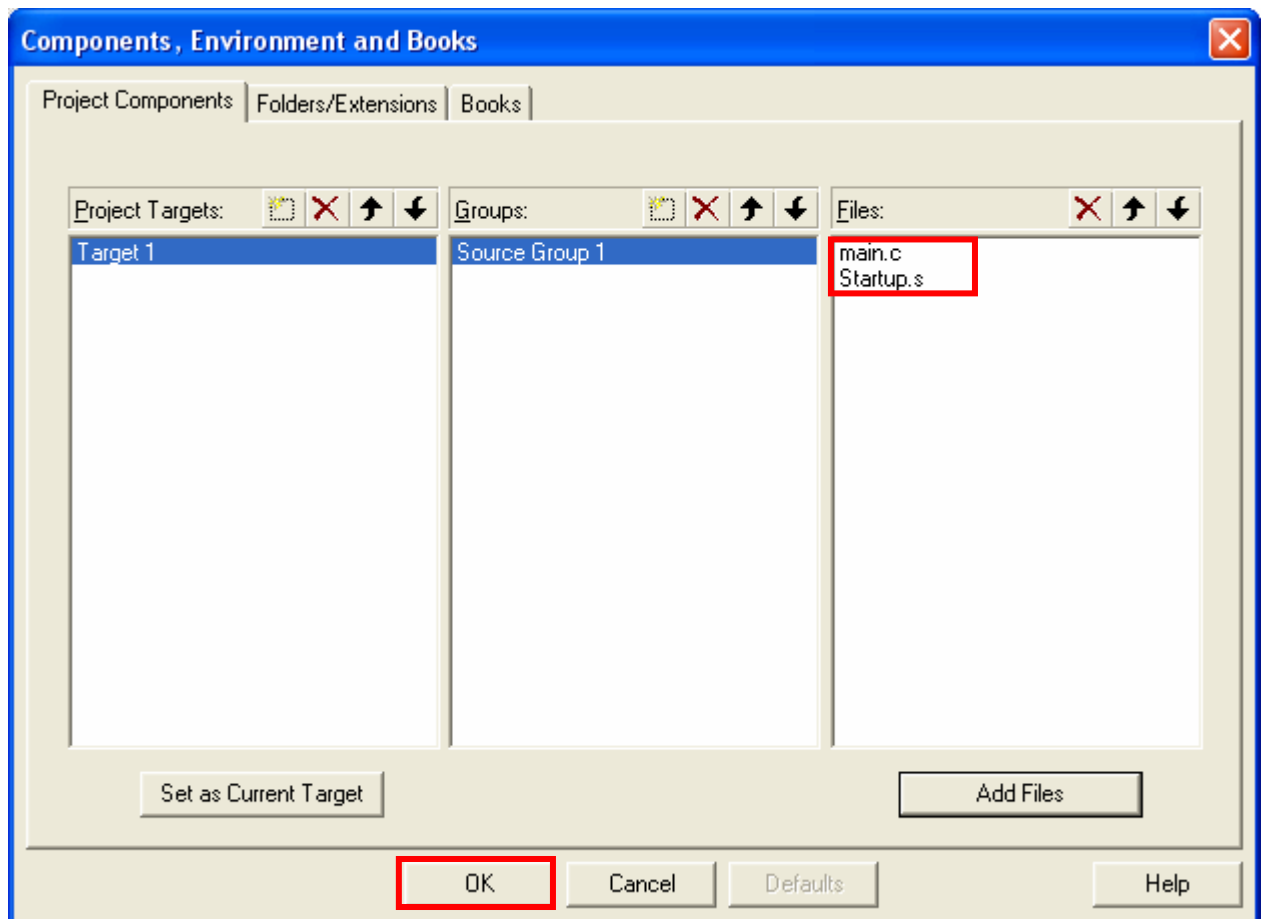 Components, Environment and Books
Project Components Folders/Extensions Books
Project Targets: Groups: Files:
Target 1 Source Group 1 main.c
Startup.s
Set as Current Target Add Files
OK Cancel Defaults Help